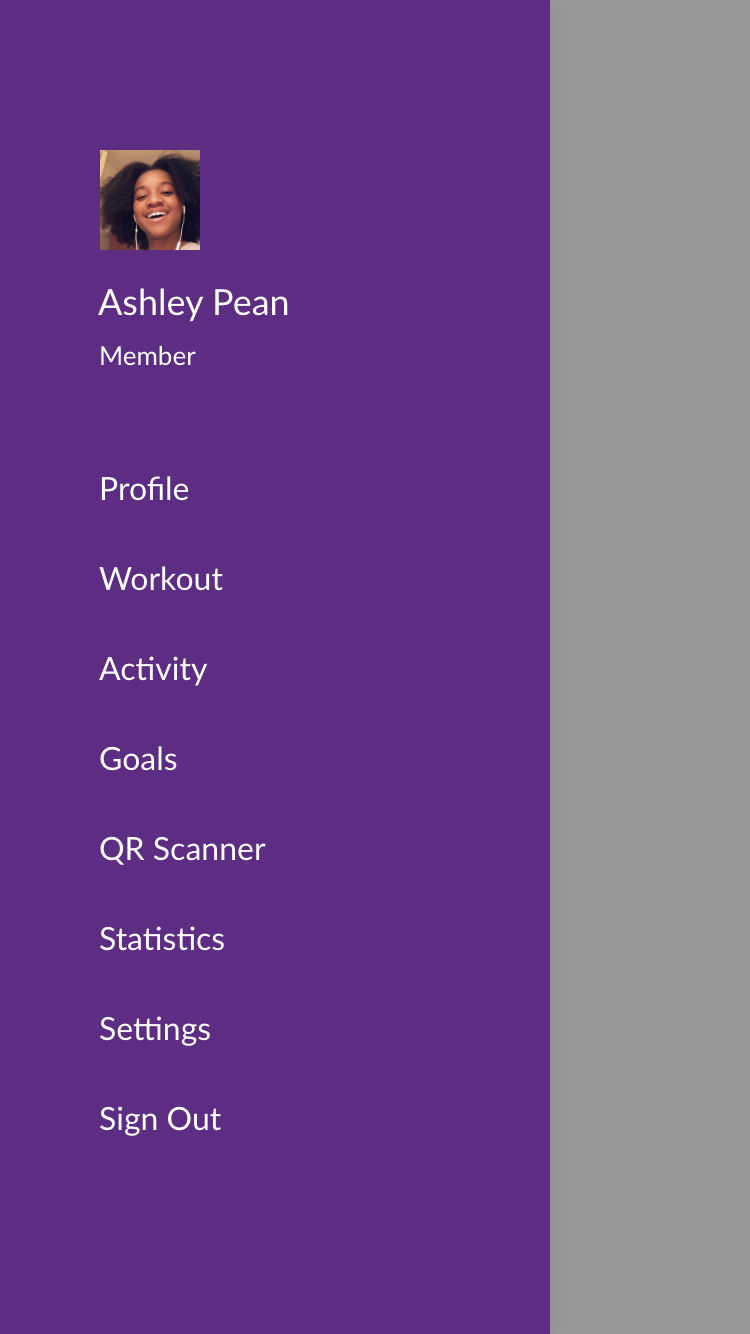 Ashley Pean
Member
Profile
Workout
Activity
Goals
QR Scanner
Statistics
Settings
Sign Out